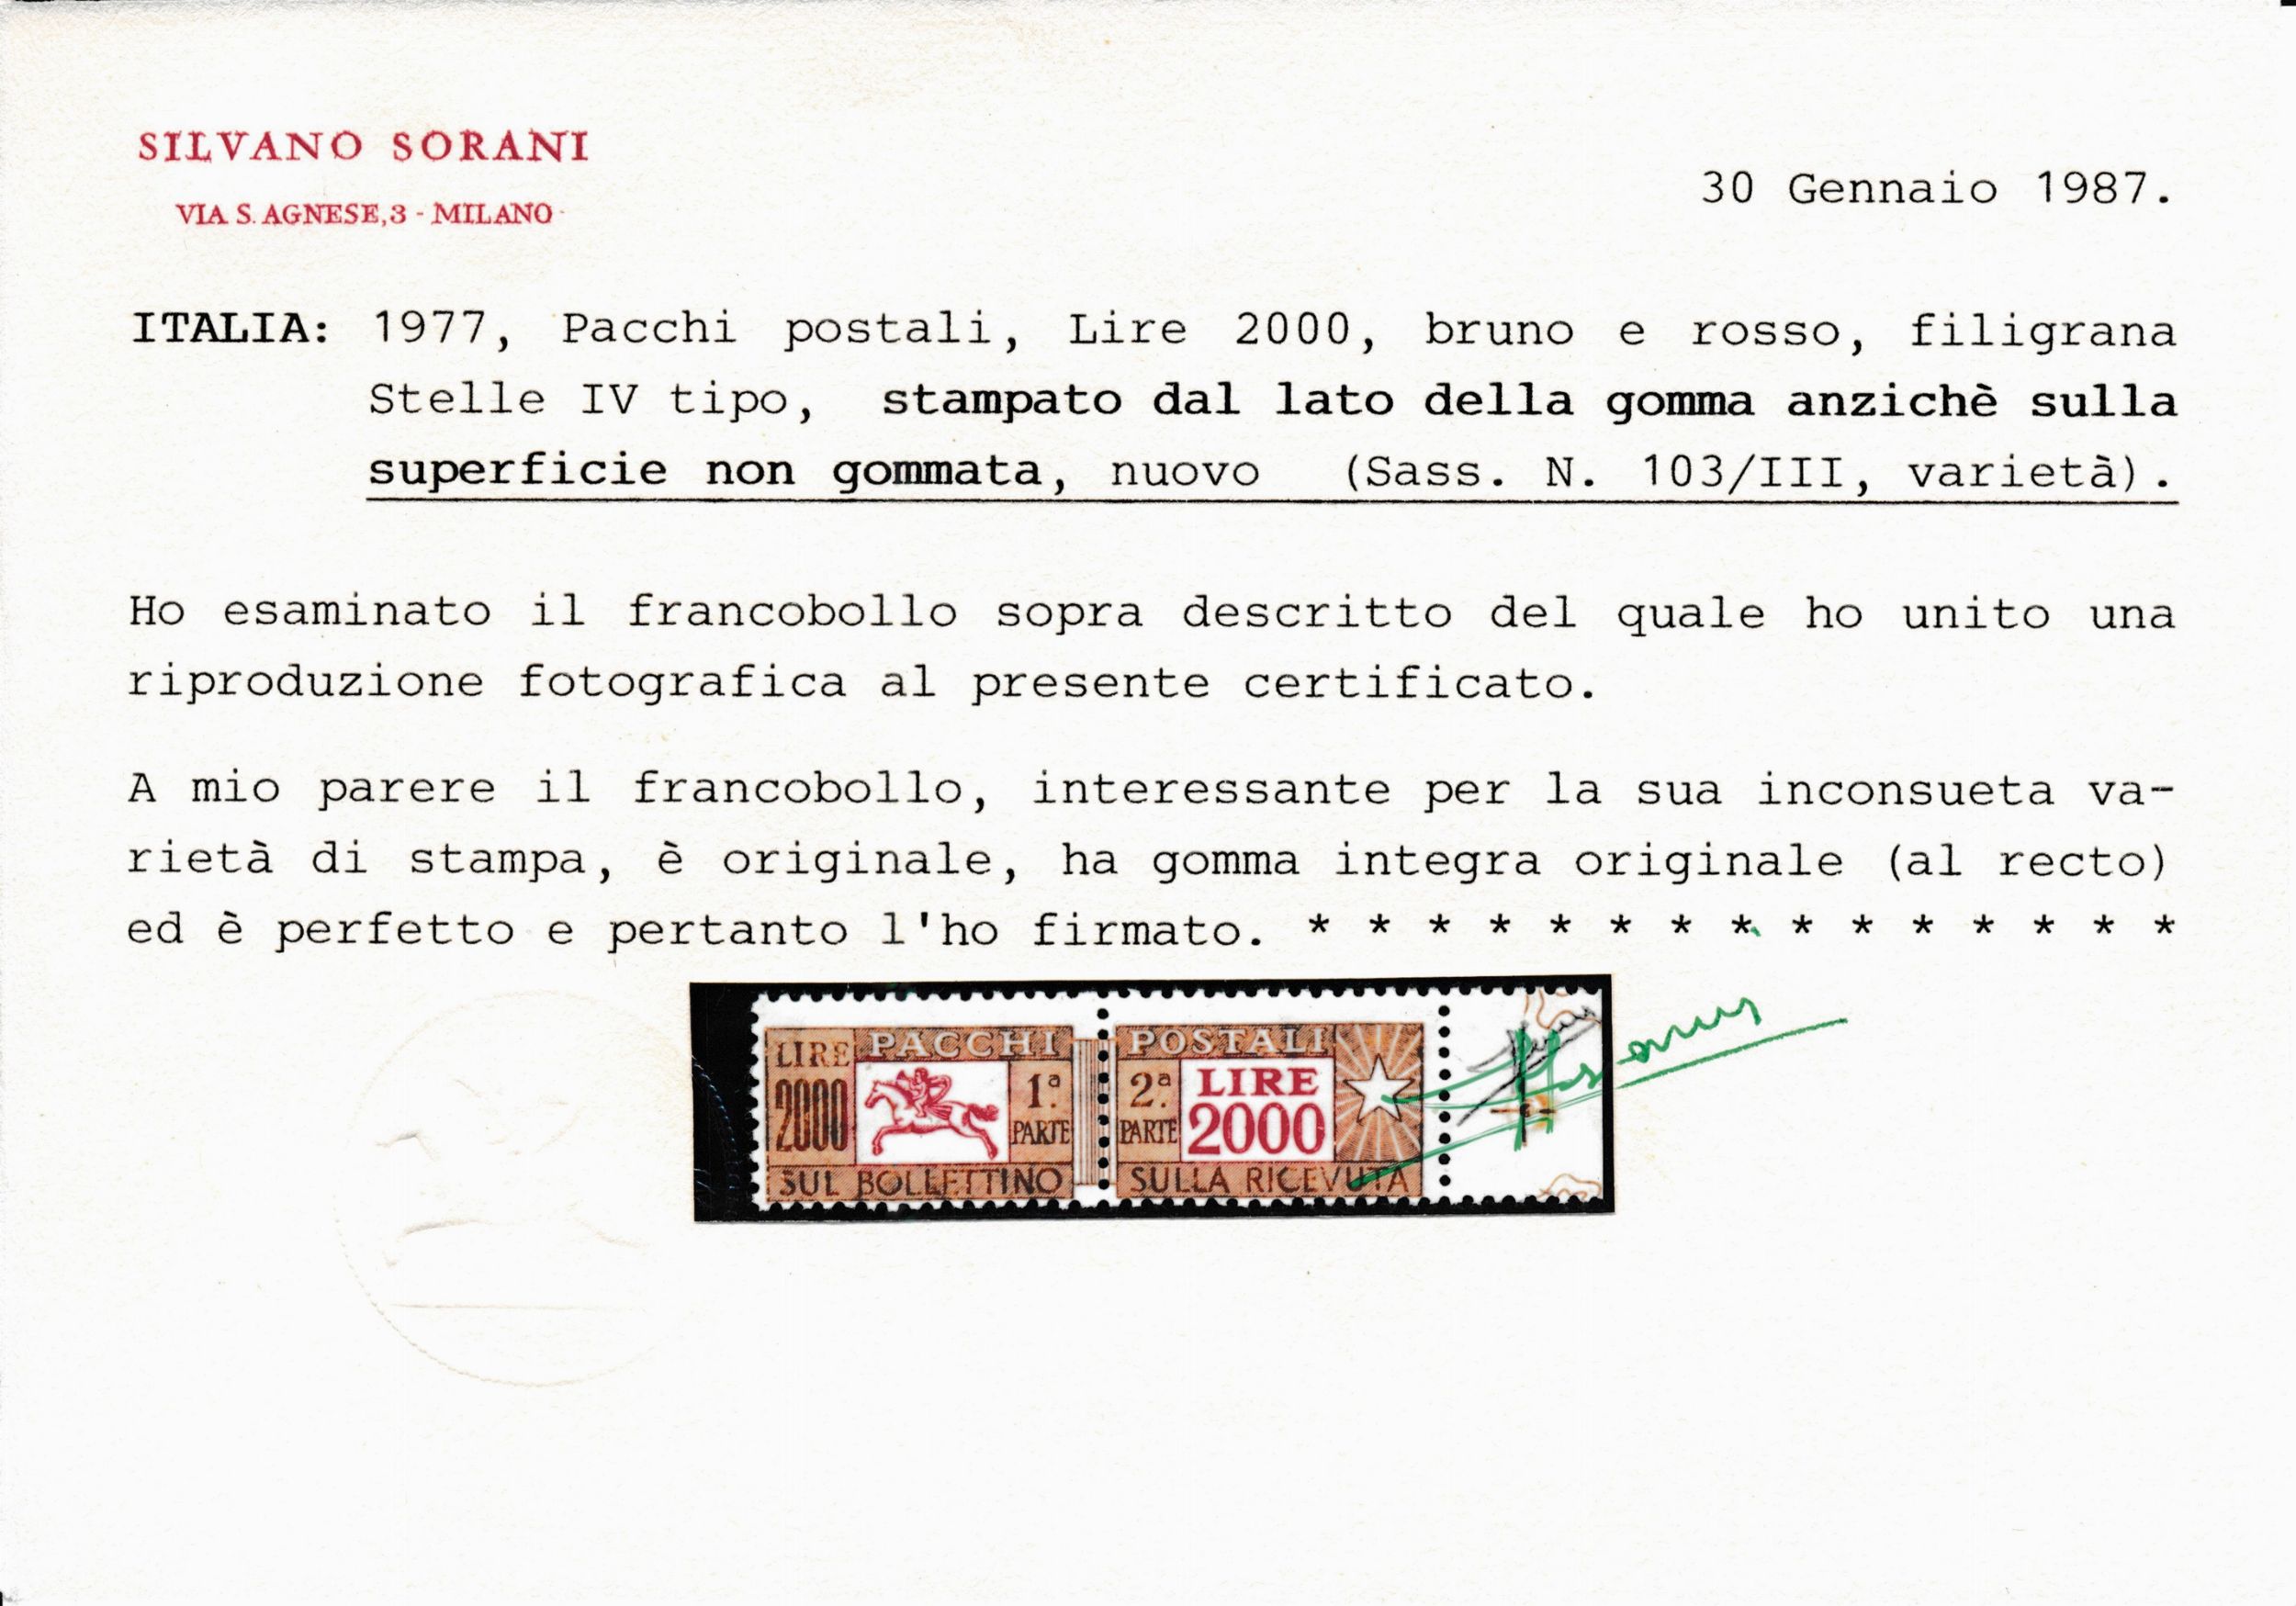 SILVANO SORANI
VIA S. AGNESE, 3 - MILANO
30 Gennaio 1987.
ITALIA: 1977, Pacchi postali, Lire 2000, bruno e rosso, filigrana
Stelle IV tipo, stampato dal lato della gomma anzichè sulla
superficie non gommata, nuovo (Sass. N. 103/III, varietà).
Ho esaminato il francobollo sopra descritto del quale ho unito una
riproduzione fotografica al presente certificato.
A mio parere il francobollo, interessante per la sua inconsueta va-
rietà di stampa, è originale, ha gomma integra originale (al recto)
ed è perfetto e pertanto l'ho firmato. * * * * * * * * * * * * * * *
LIRE 2000 PACCHI 1ª. PARTE
SUL BOLLETTINO
POSTALI 2ª. PARTE LIRE 2000
SULLA RICEVUTA